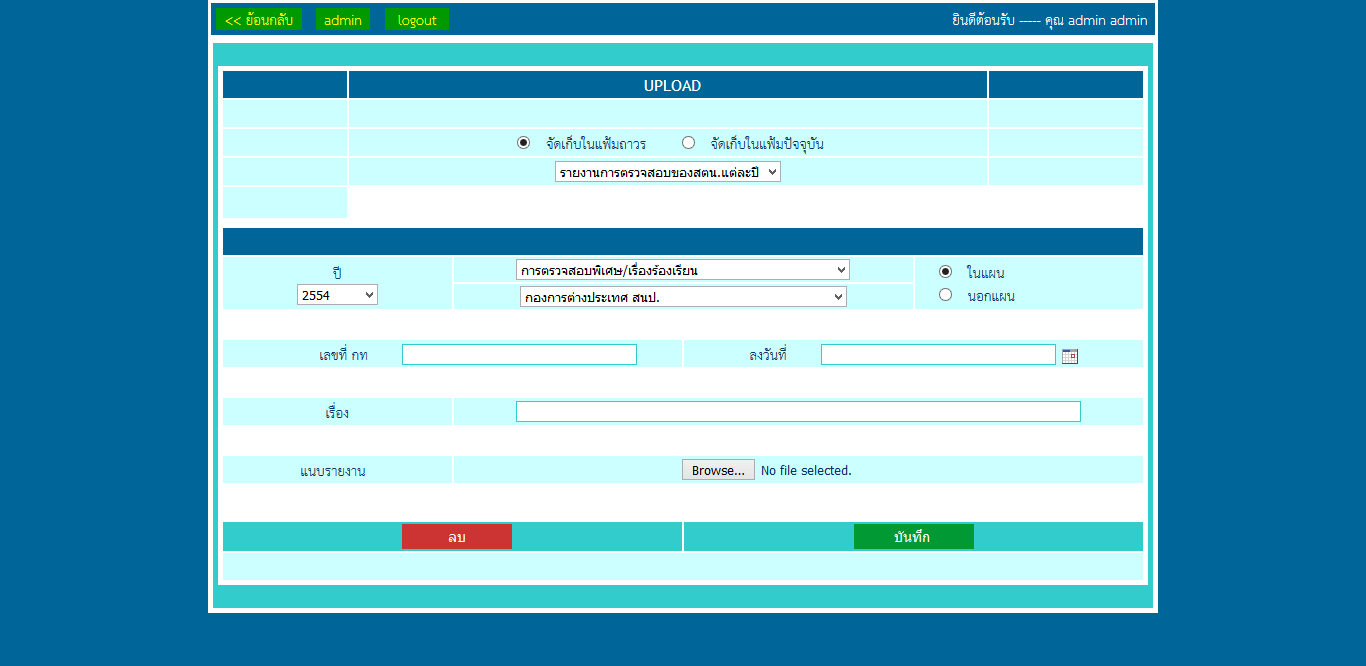 << ย้อนกลับ admin logout ยินดีต้อนรับ ----- คุณ admin admin
UPLOAD
จัดเก็บในแฟ้มถาวร จัดเก็บในแฟ้มปัจจุบัน
รายงานการตรวจสอบของสตน.แต่ละปี
ปี การตรวจสอบพิเศษ/เรื่องร้องเรียน ในแผน
2554 กองการต่างประเทศ สนป. นอกแผน
เลขที่ กท ลงวันที่
เรื่อง
แนบรายงาน Browse... No file selected.
ลบ บันทึก